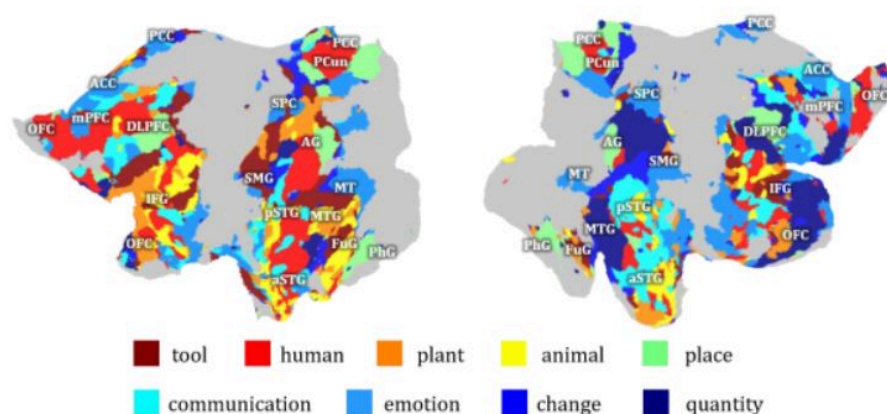 PCC PCC PCC PCC
PCun PCun
ACC SPC SPC ACC
OFC mPFC DLPFC AG AG DLPFC mPFC OFC
SMG MT MT SMG
IFG pSTG MTG pSTG MTG IFG
OFC FuG PhG PhG FuG OFC
aSTG aSTG
tool human plant animal place
communication emotion change quantity